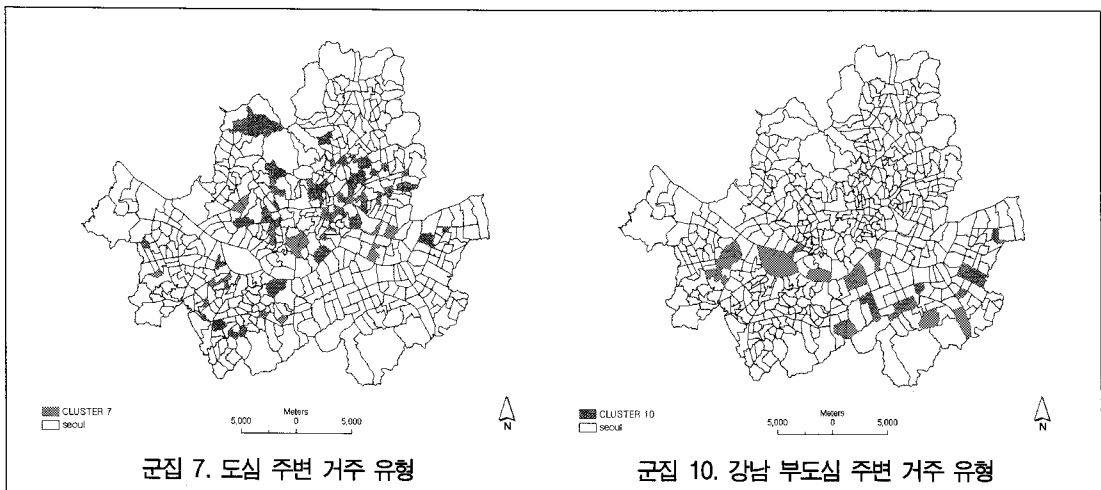 CLUSTER 7
seoul
Meters
5,000 0 5,000
N
군집 7. 도심 주변 거주 유형
CLUSTER 10
seoul
Meters
5,000 0 5,000
N
군집 10. 강남 부도심 주변 거주 유형